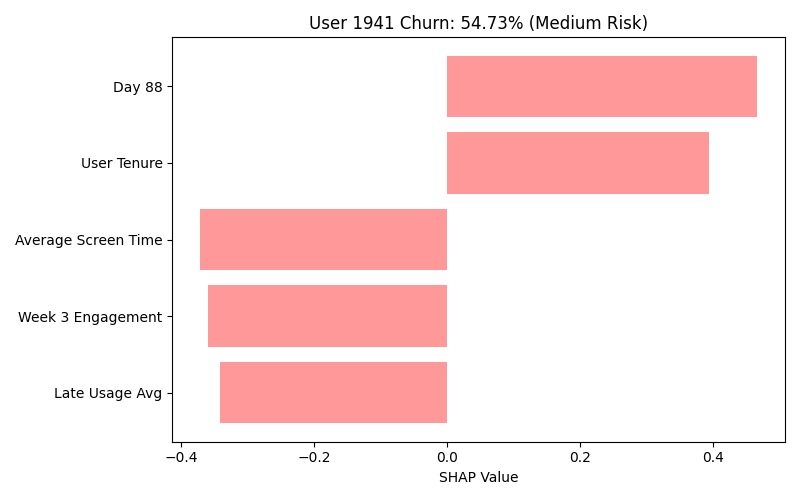 User 1941 Churn: 54.73% (Medium Risk)
Day 88
User Tenure
Average Screen Time
Week 3 Engagement
Late Usage Avg
−0.4 −0.2 0.0 0.2 0.4
SHAP Value